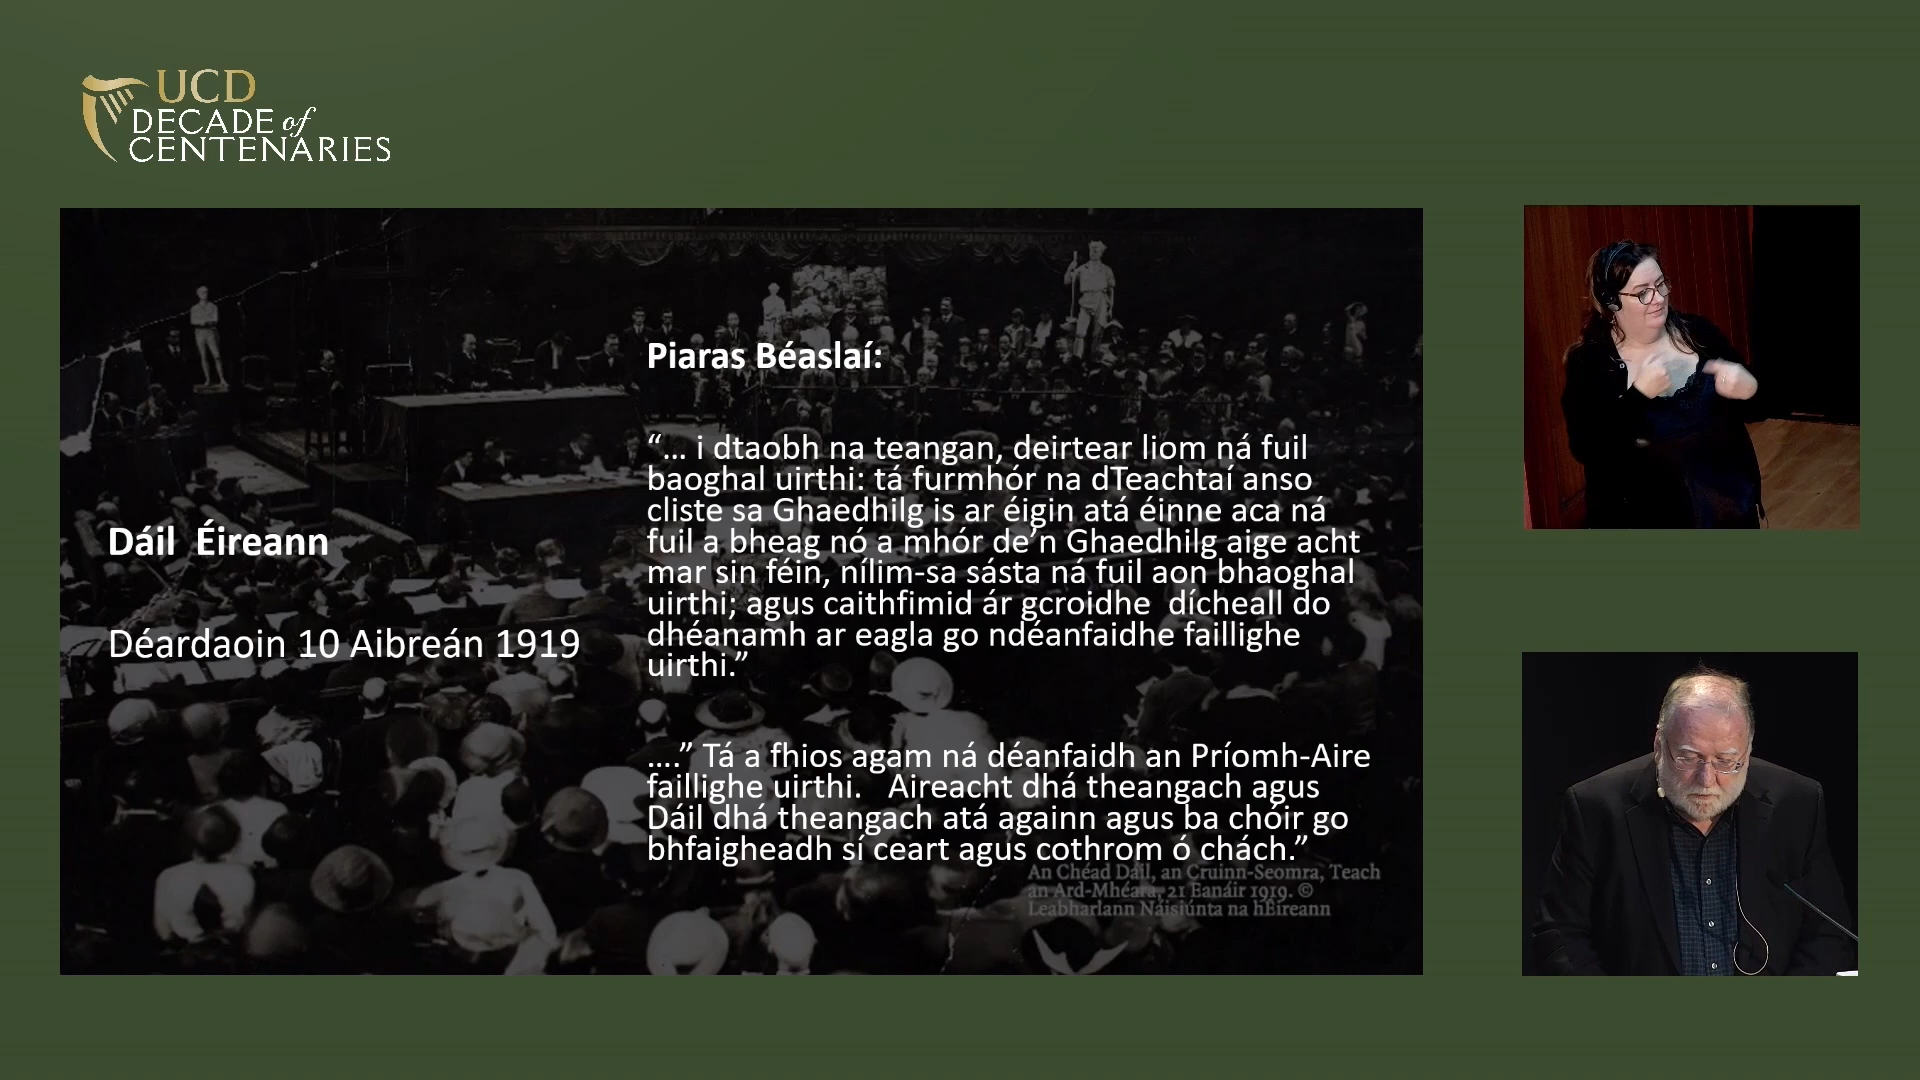 UCD
DECADE of
CENTENARIES
Dáil  Éireann
Déardaoin 10 Aibreán 1919
Piaras Béaslaí:
“... i dtaobh na teangan, deirtear liom ná fuil
baoghal uirthi: tá furmhór na dTeachtaí anso
cliste sa Ghaedhilg is ar éigin atá éinne aca ná
fuil a bheag nó a mhór de’n Ghaedhilg aige acht
mar sin féin, nílim-sa sásta ná fuil aon bhaoghal
uirthi; agus caithfimid ár gcroidhe  dícheall do
dhéanamh ar eagla go ndéanfaidhe faillighe
uirthi.”
....” Tá a fhios agam ná déanfaidh an Príomh-Aire
faillighe uirthi.   Aireacht dhá theangach agus
Dáil dhá theangach atá againn agus ba chóir go
bhfaigheadh sí ceart agus cothrom ó chách.”
An Chéad Dáil, an Cruinn-Seomra, Teach
an Ard-Mhéara, 21 Eanáir 1919. ©
Leabharlann Náisiúnta na hÉireann